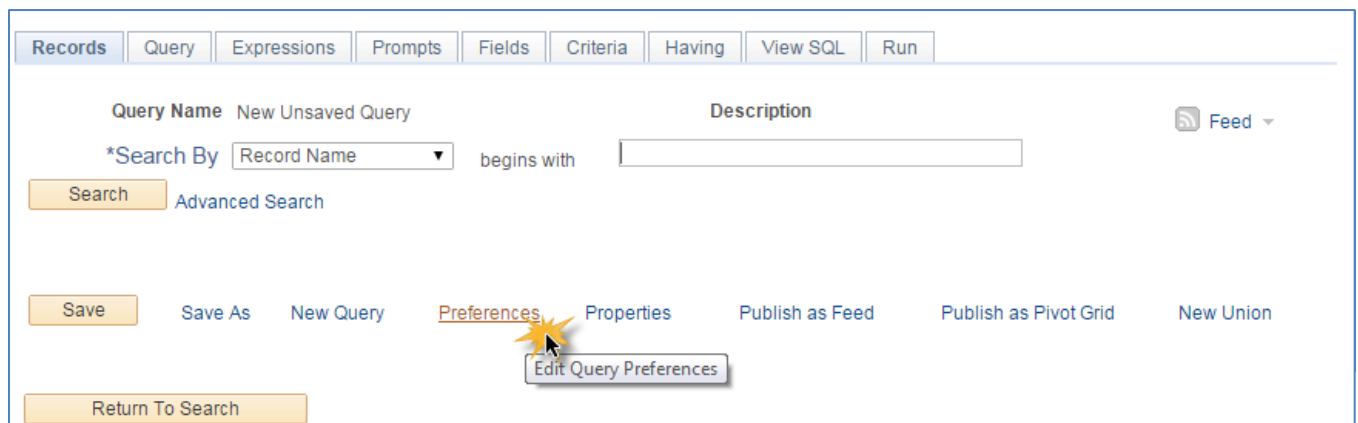 Records Query Expressions Prompts Fields Criteria Having View SQL Run
Query Name New Unsaved Query Description Feed
*Search By Record Name begins with
Search Advanced Search
Save Save As New Query Preferences Properties Publish as Feed Publish as Pivot Grid New Union
Edit Query Preferences
Return To Search